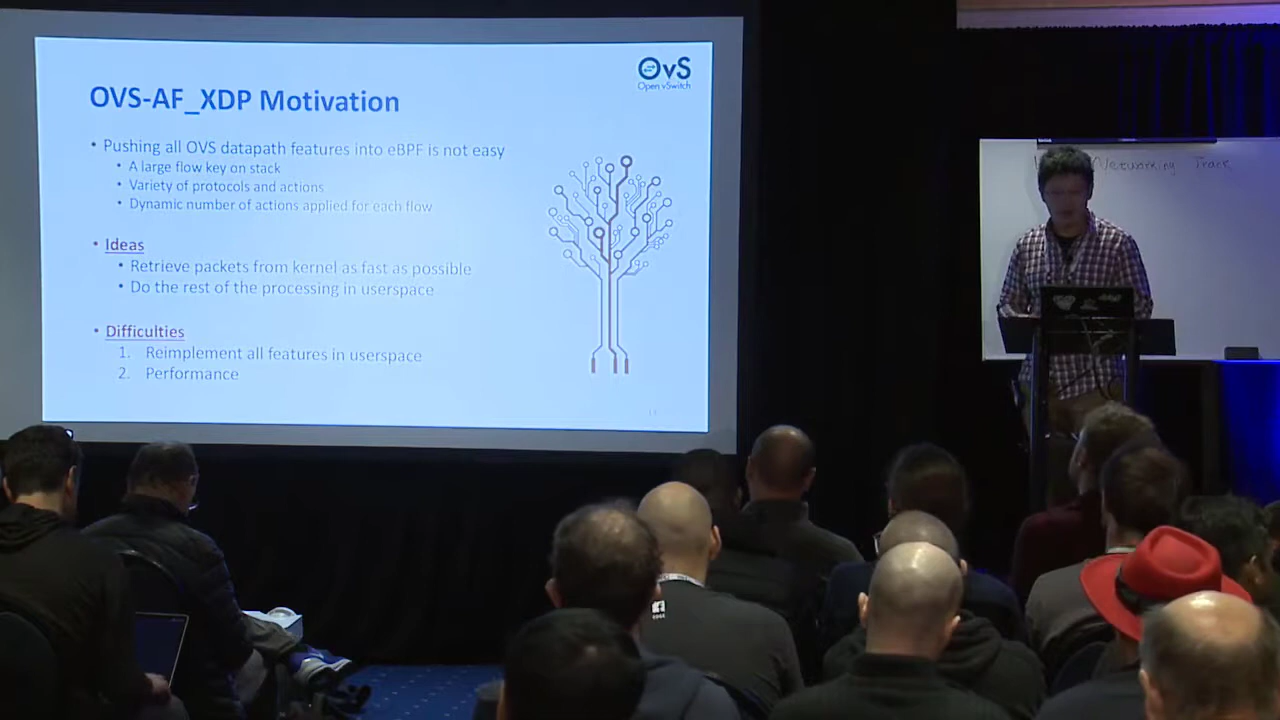 OvS
Open vSwitch
OVS-AF_XDP Motivation
• Pushing all OVS datapath features into eBPF is not easy
• A large flow key on stack
• Variety of protocols and actions
• Dynamic number of actions applied for each flow
• Ideas
• Retrieve packets from kernel as fast as possible
• Do the rest of the processing in userspace
• Difficulties
1. Reimplement all features in userspace
2. Performance
Networking Track